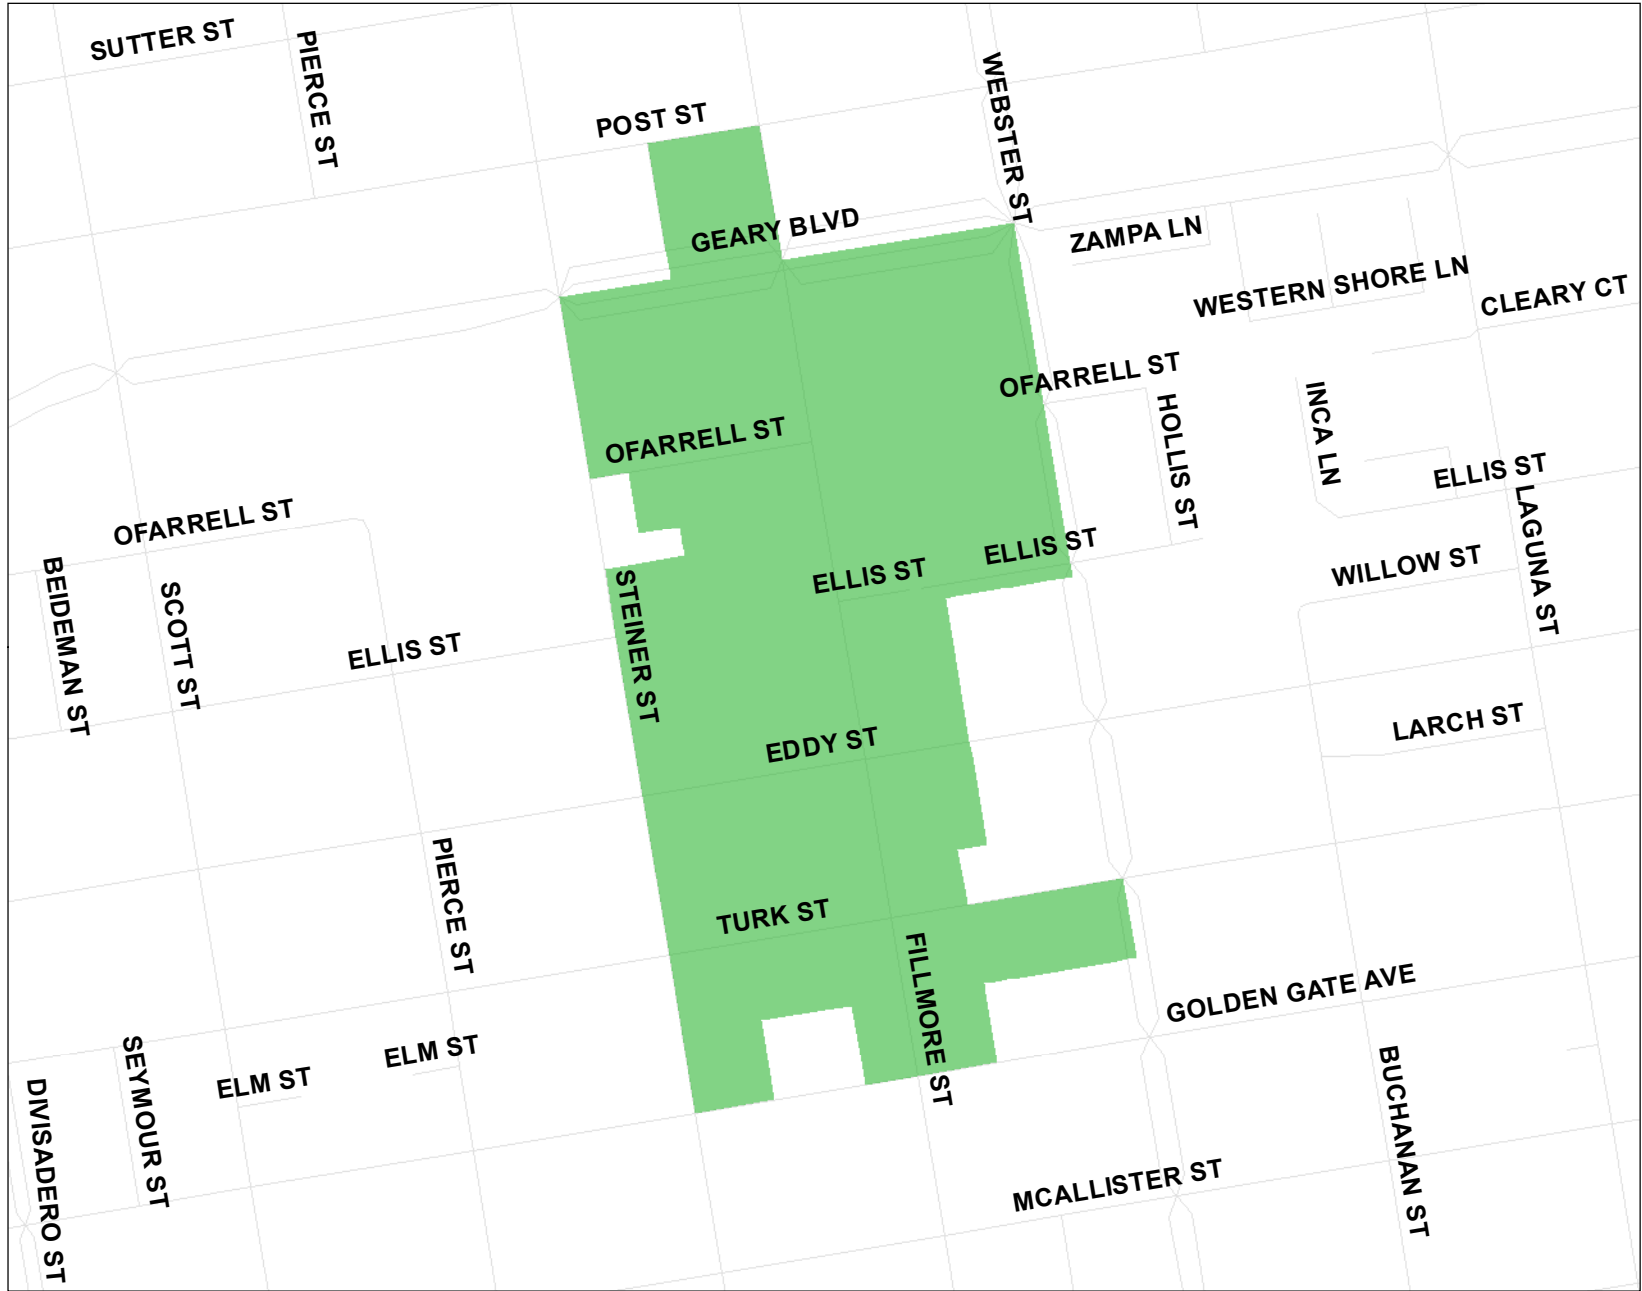 SUTTER ST
PIERCE ST
POST ST
WEBSTER ST
GEARY BLVD
ZAMPA LN
WESTERN SHORE LN
CLEARY CT
OFARRELL ST
HOLLIS ST
INCA LN
OFARRELL ST
ELLIS ST
LAGUNA ST
OFARRELL ST
ELLIS ST
ELLIS ST
WILLOW ST
BEIDEMAN ST
SCOTT ST
STEINER ST
ELLIS ST
EDDY ST
LARCH ST
PIERCE ST
TURK ST
FILLMORE ST
GOLDEN GATE AVE
SEYMOUR ST
ELM ST
ELM ST
DIVISADERO ST
BUCHANAN ST
MCALLISTER ST